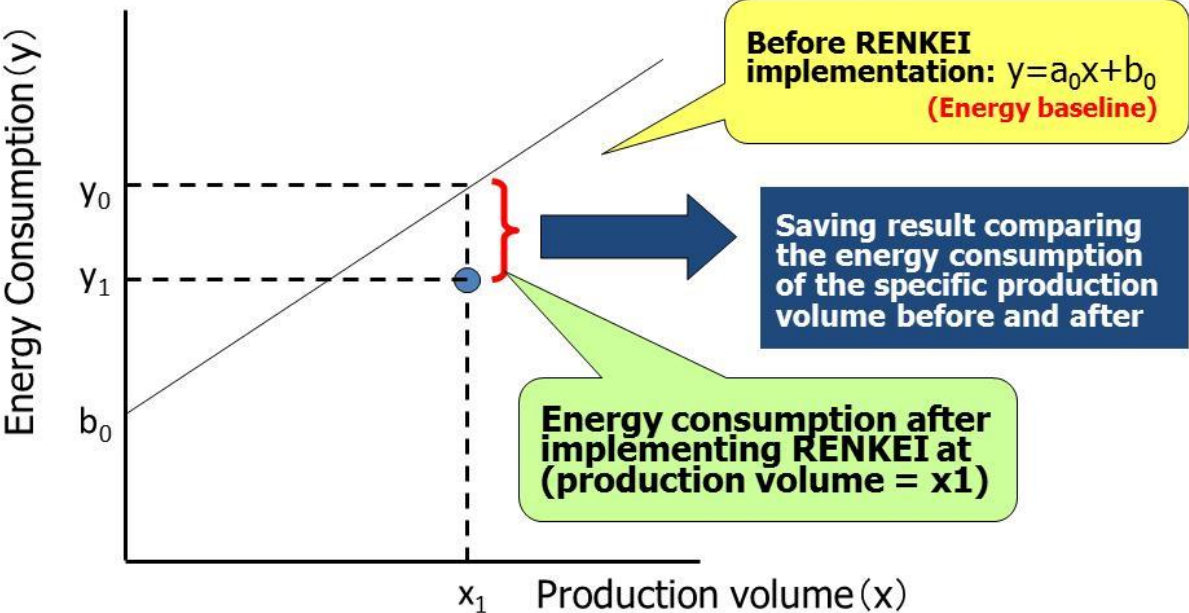 Energy Consumption(y)
Before RENKEI
implementation: y=a₀x+b₀
(Energy baseline)
y₀
y₁
b₀
Saving result comparing
the energy consumption
of the specific production
volume before and after
Energy consumption after
implementing RENKEI at
(production volume = x1)
x₁
Production volume(x)